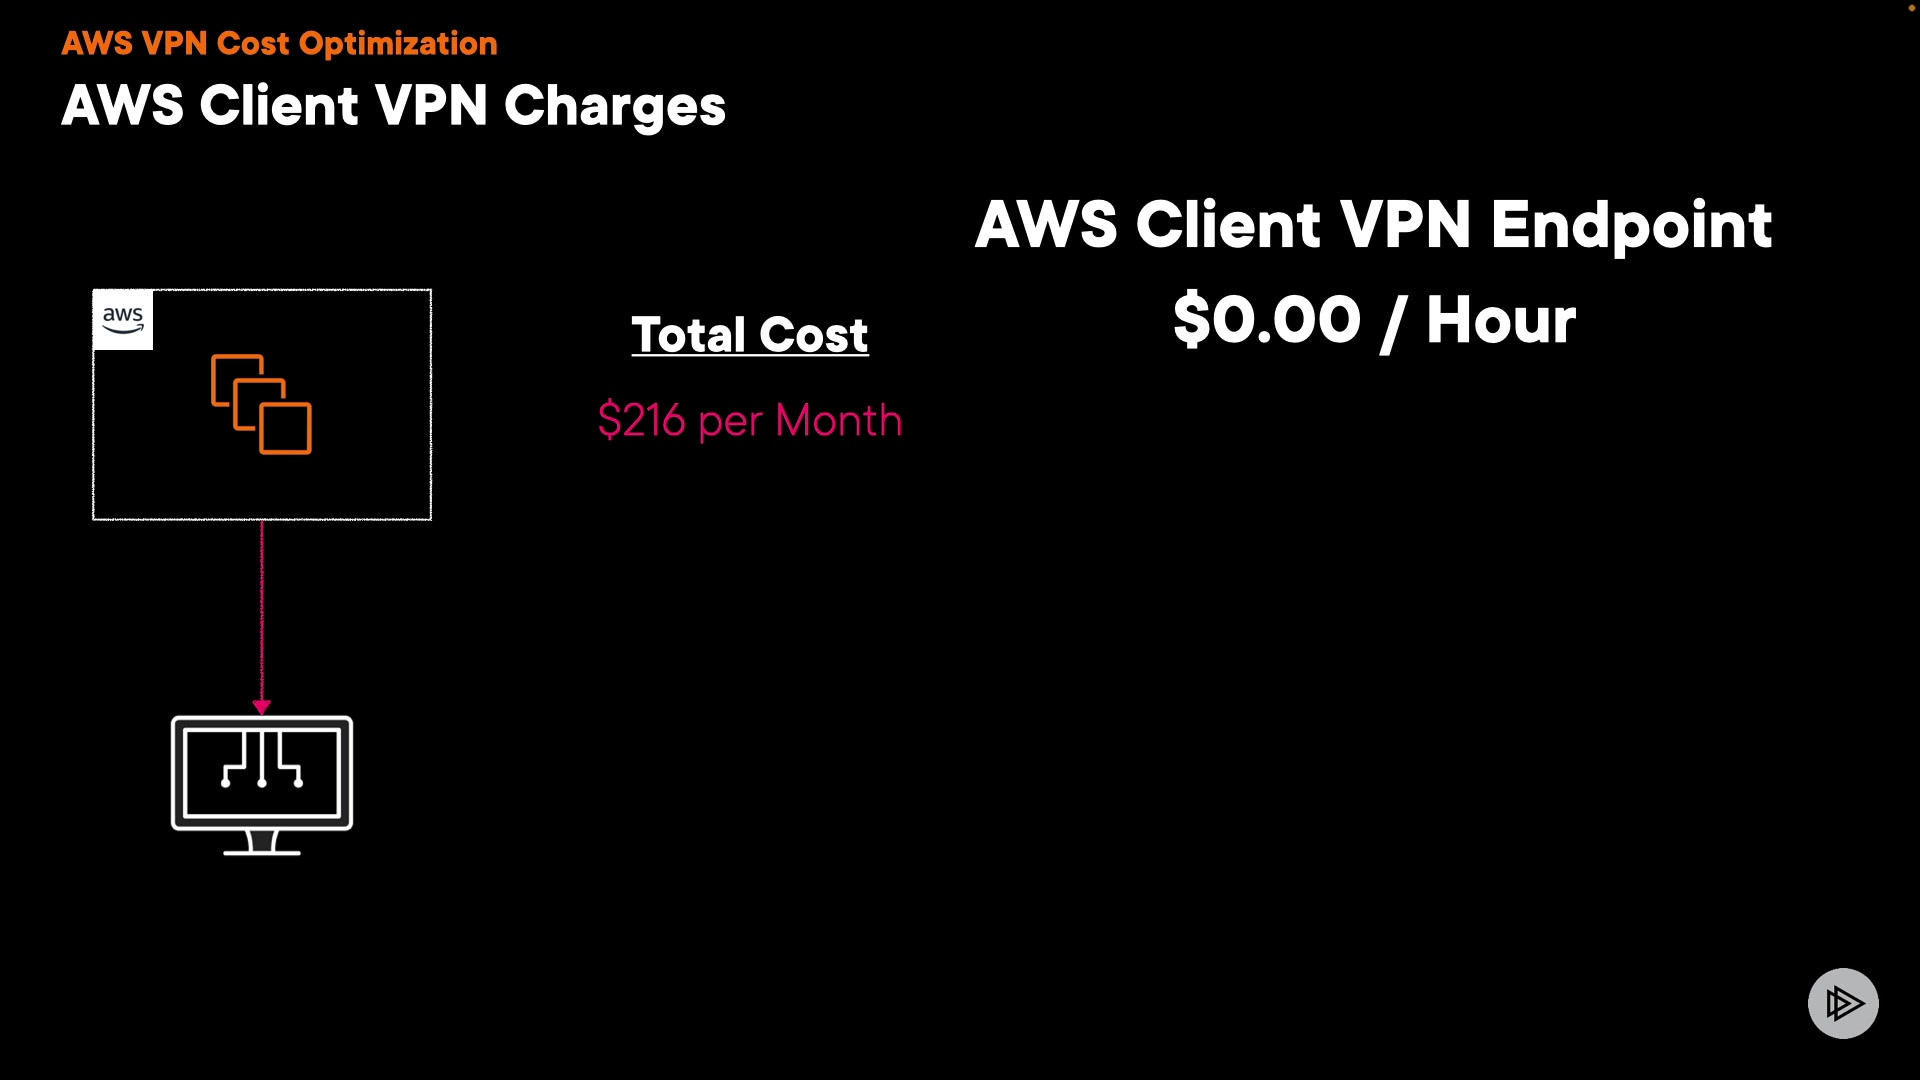 AWS VPN Cost Optimization
AWS Client VPN Charges
AWS Client VPN Endpoint
$0.00 / Hour
aws
Total Cost
$216 per Month